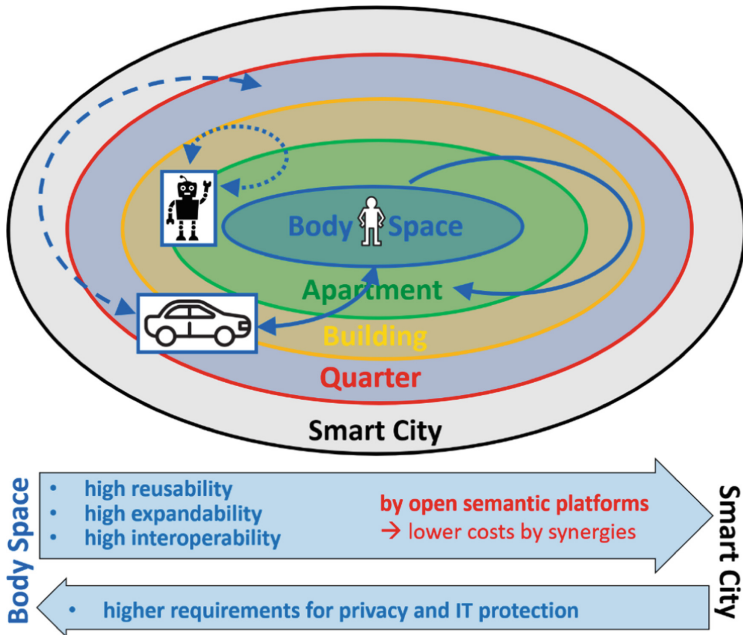 Body Space
Apartment
Building
Quarter
Smart City
Body Space
• high reusability
• high expandability
• high interoperability
by open semantic platforms
→ lower costs by synergies
Smart City
• higher requirements for privacy and IT protection